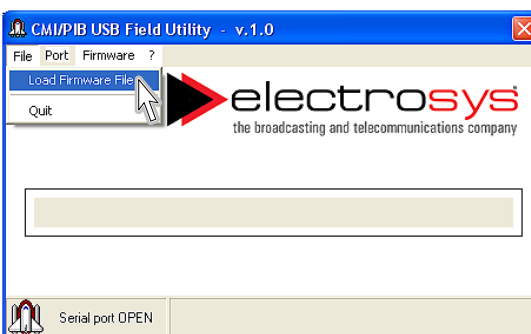 CMI/PIB USB Field Utility - v.1.0
File Port Firmware ?
Load Firmware File
Quit
electrosys
the broadcasting and telecommunications company
Serial port OPEN